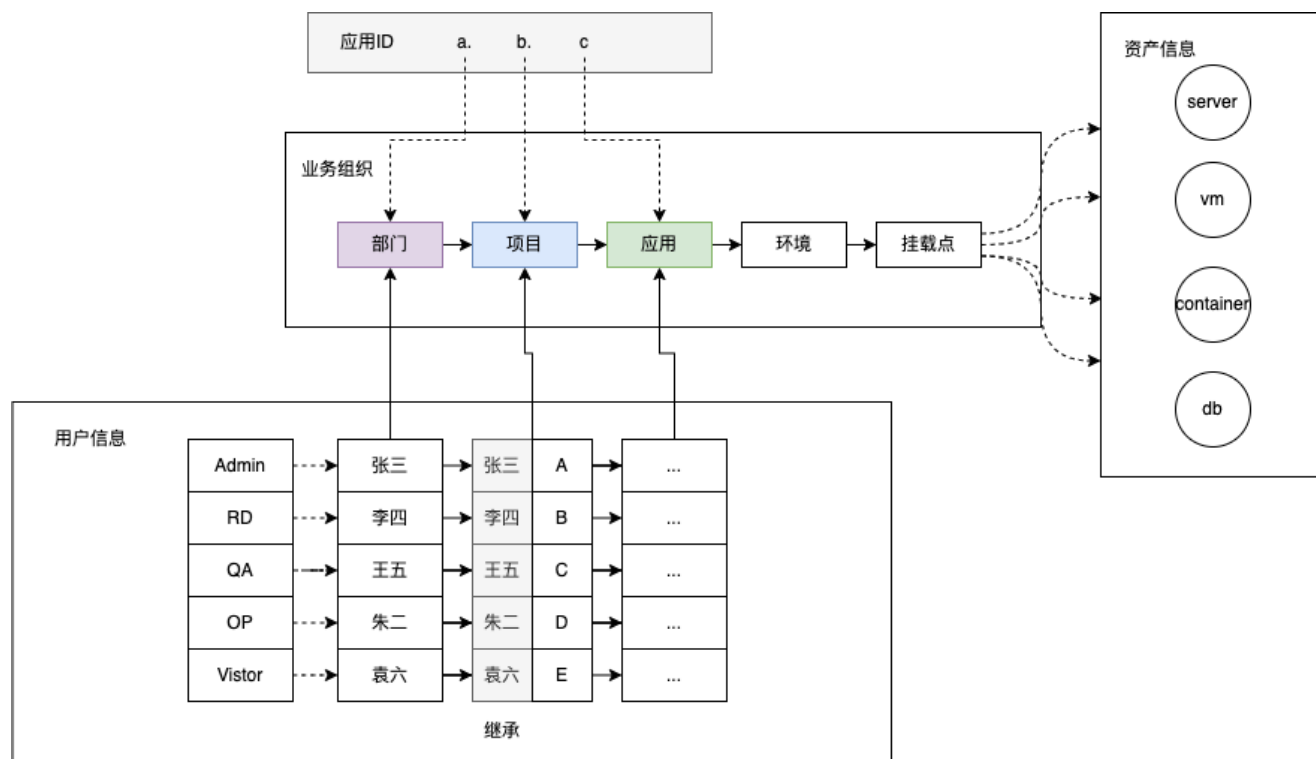 应用ID a. b. c
资产信息
server
vm
container
db
业务组织
部门 项目 应用 环境 挂载点
用户信息
Admin 张三 张三 A ...
RD 李四 李四 B ...
QA 王五 王五 C ...
OP 朱二 朱二 D ...
Vistor 袁六 袁六 E ...
继承